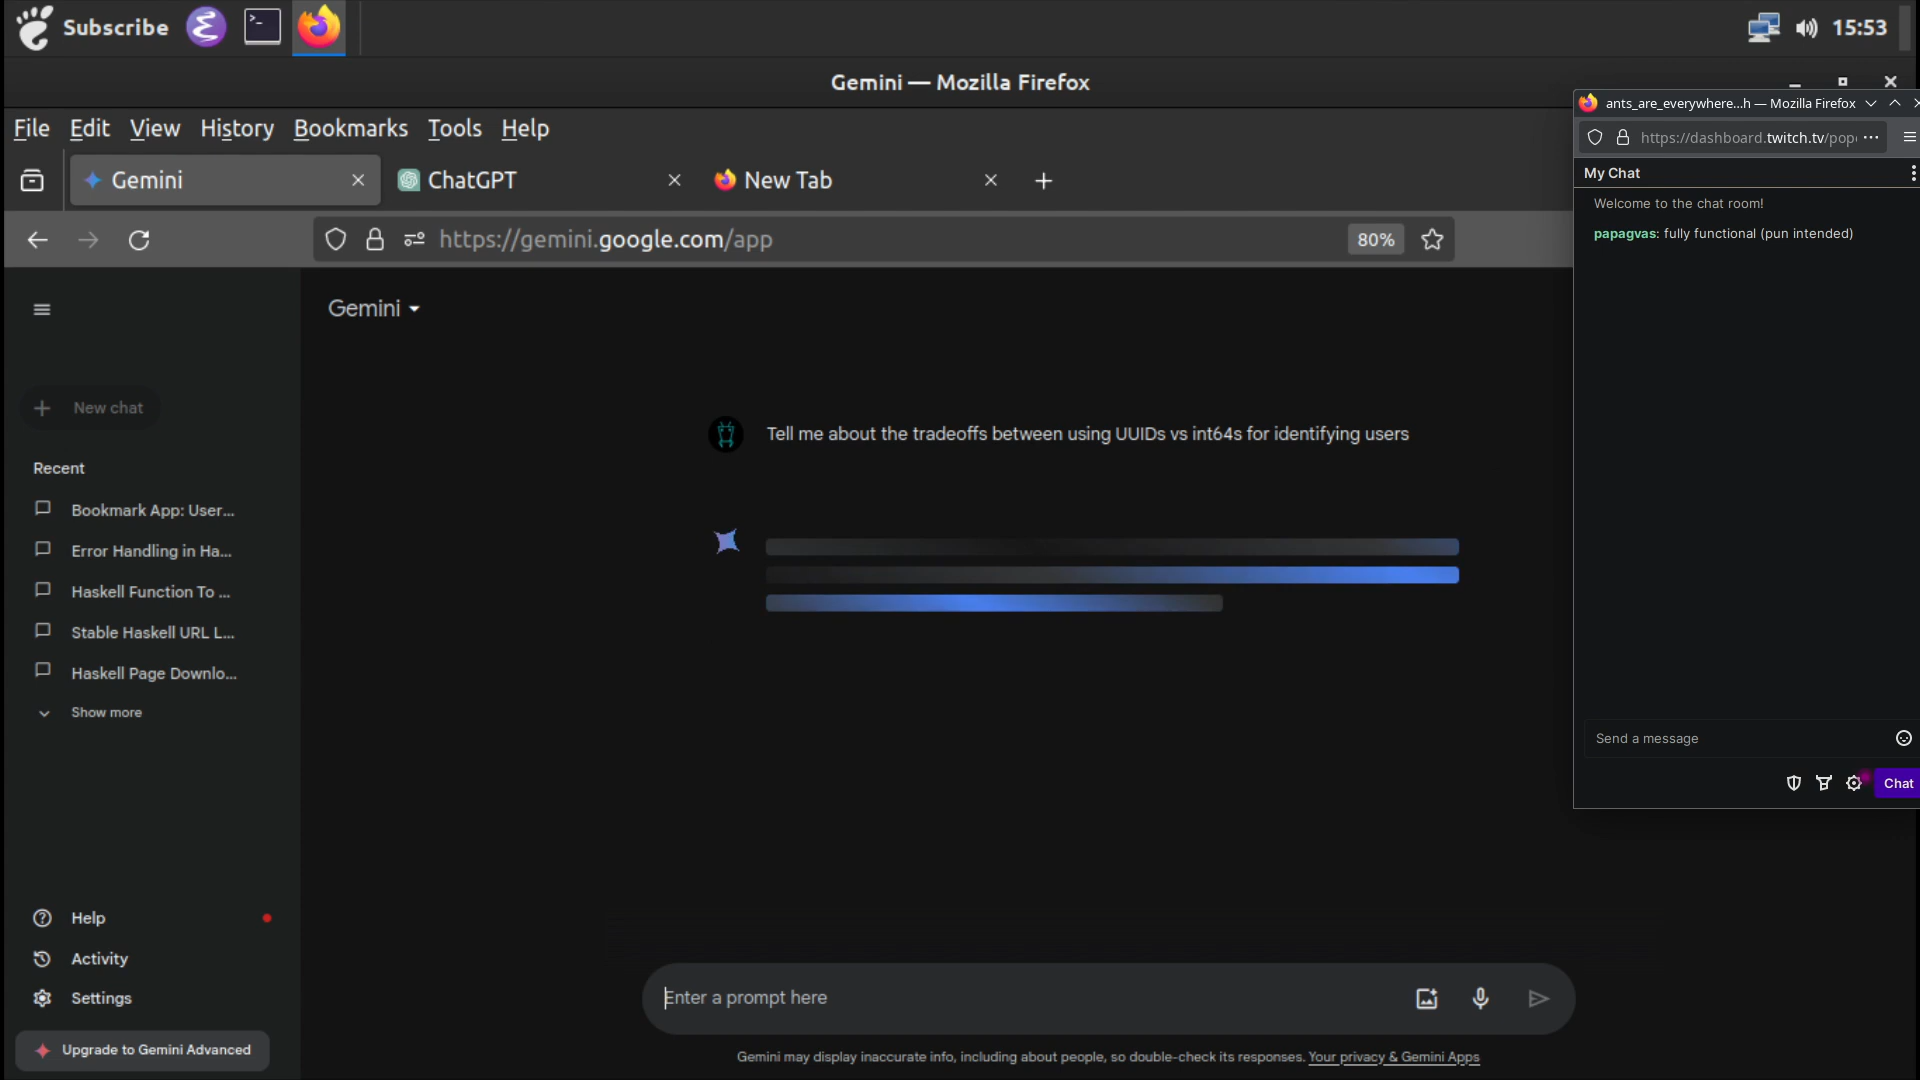 Subscribe
15:53
Gemini — Mozilla Firefox
File Edit View History Bookmarks Tools Help
Gemini
ChatGPT
New Tab
https://gemini.google.com/app
80%
Gemini
New chat
Recent
Bookmark App: User...
Error Handling in Ha...
Haskell Function To ...
Stable Haskell URL L...
Haskell Page Downlo...
Show more
Help
Activity
Settings
Upgrade to Gemini Advanced
Tell me about the tradeoffs between using UUIDs vs int64s for identifying users
Enter a prompt here
Gemini may display inaccurate info, including about people, so double-check its responses. Your privacy & Gemini Apps
ants_are_everywhere...h — Mozilla Firefox
https://dashboard.twitch.tv/pop
My Chat
Welcome to the chat room!
papagvas: fully functional (pun intended)
Send a message
Chat